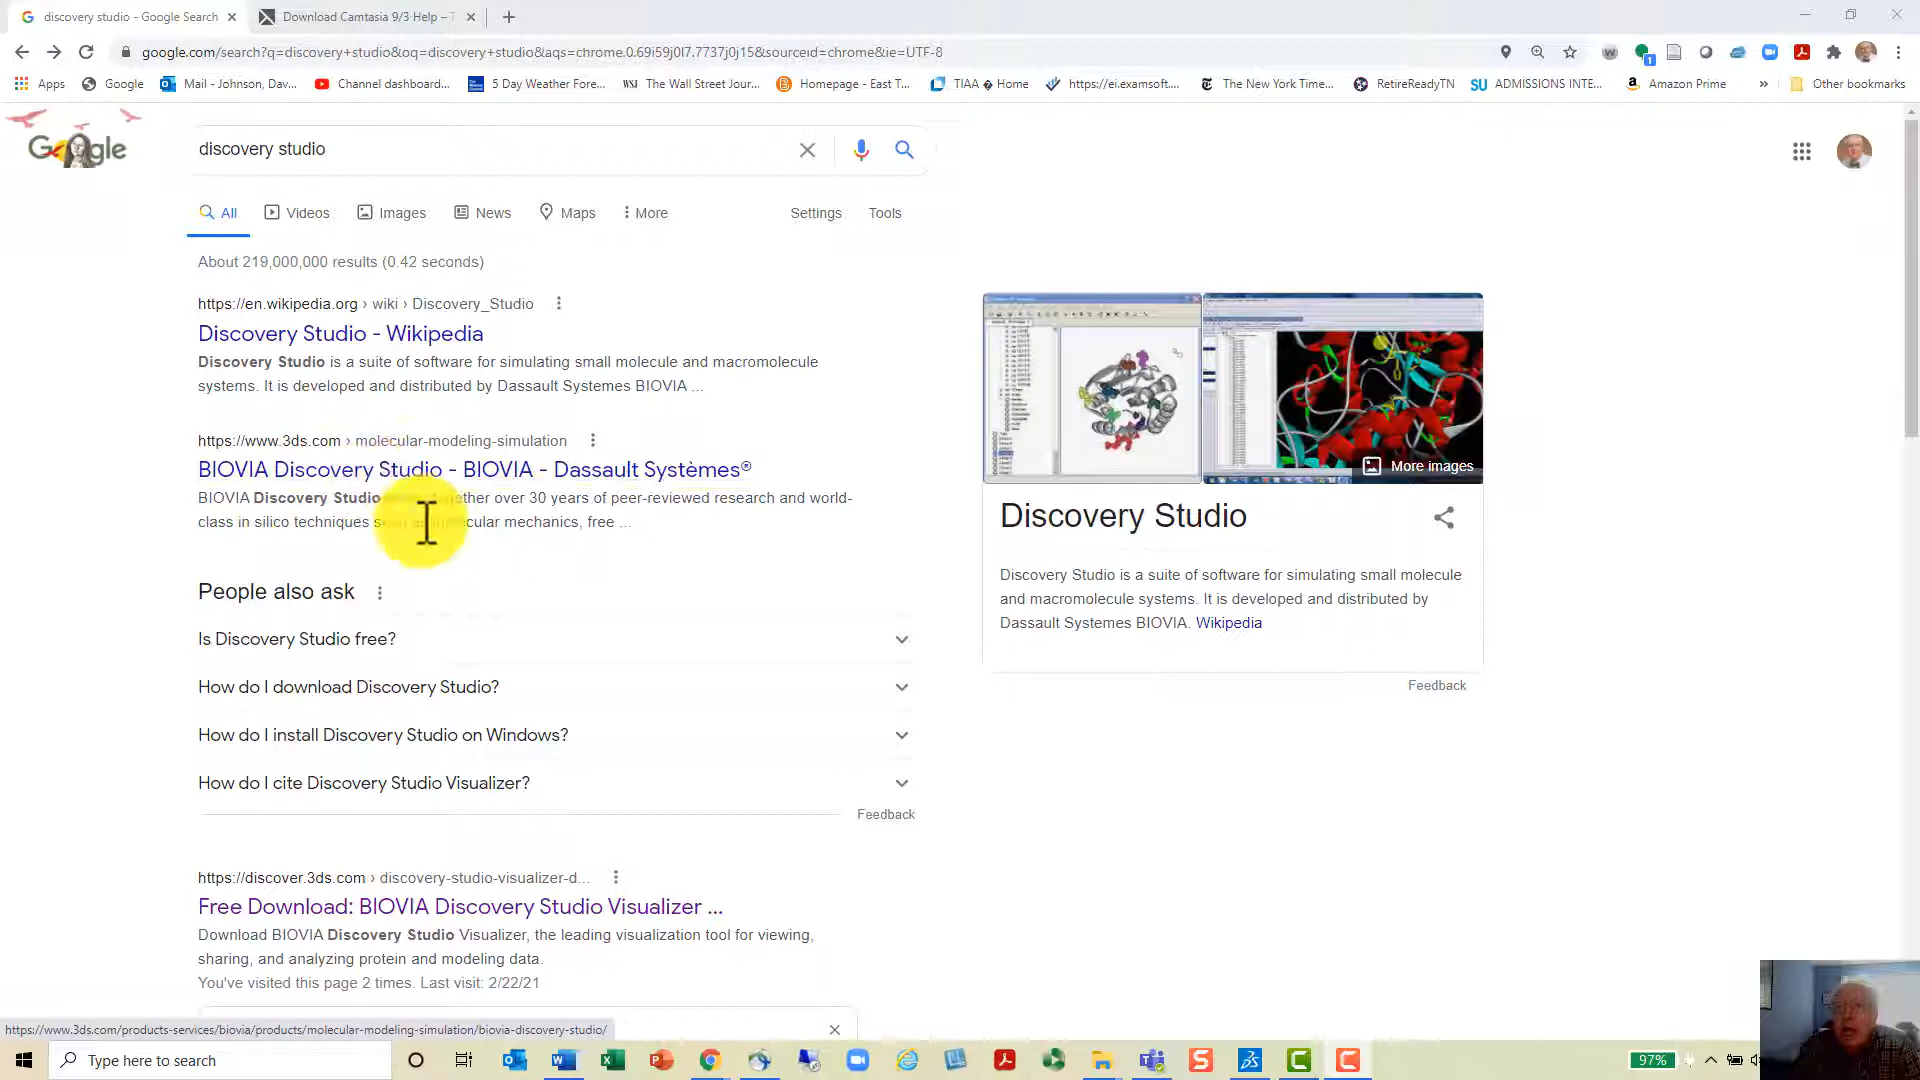 discovery studio - Google Search
Download Camtasia 9/3 Help –
google.com/search?q=discovery+studio&oq=discovery+studio&aqs=chrome.0.69i59j0l7.7737j0j15&sourceid=chrome&ie=UTF-8
Apps
Google
Mail - Johnson, Dav...
Channel dashboard...
5 Day Weather Fore...
WSJ The Wall Street Jour...
Homepage - East T...
TIAA � Home
https://ei.examsoft....
The New York Time...
RetireReadyTN
SU ADMISSIONS INTE...
Amazon Prime
»
Other bookmarks
Google
discovery studio
All
Videos
Images
News
Maps
More
Settings
Tools
About 219,000,000 results (0.42 seconds)
https://en.wikipedia.org › wiki › Discovery_Studio
Discovery Studio - Wikipedia
Discovery Studio is a suite of software for simulating small molecule and macromolecule
systems. It is developed and distributed by Dassault Systemes BIOVIA ...
https://www.3ds.com › molecular-modeling-simulation
BIOVIA Discovery Studio - BIOVIA - Dassault Systèmes®
BIOVIA Discovery Studio over 30 years of peer-reviewed research and world-
class in silico techniques mechanics, free ...
People also ask
Is Discovery Studio free?
How do I download Discovery Studio?
How do I install Discovery Studio on Windows?
How do I cite Discovery Studio Visualizer?
Feedback
https://discover.3ds.com › discovery-studio-visualizer-d...
Free Download: BIOVIA Discovery Studio Visualizer ...
Download BIOVIA Discovery Studio Visualizer, the leading visualization tool for viewing,
sharing, and analyzing protein and modeling data.
You've visited this page 2 times. Last visit: 2/22/21
More images
Discovery Studio
Discovery Studio is a suite of software for simulating small molecule
and macromolecule systems. It is developed and distributed by
Dassault Systemes BIOVIA. Wikipedia
Feedback
https://www.3ds.com/products-services/biovia/products/molecular-modeling-simulation/biovia-discovery-studio/
Type here to search
97%